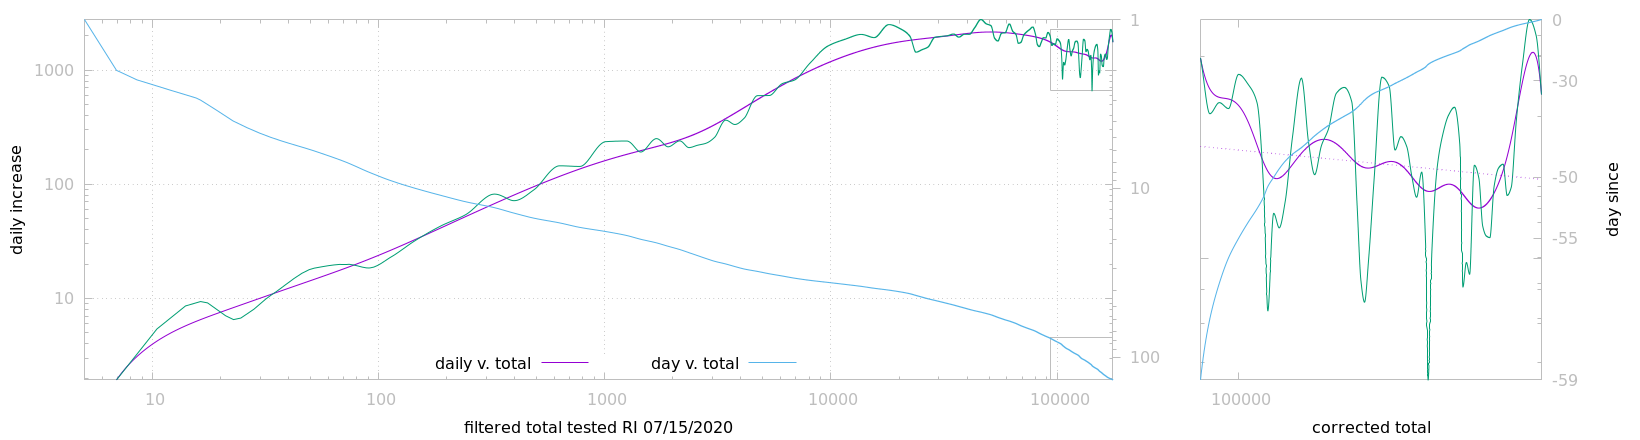 daily increase
1000
100
10
daily v. total
day v. total
10
100
1000
10000
100000
filtered total tested RI 07/15/2020
1
10
100
0
-30
-50
-55
-59
day since
100000
corrected total